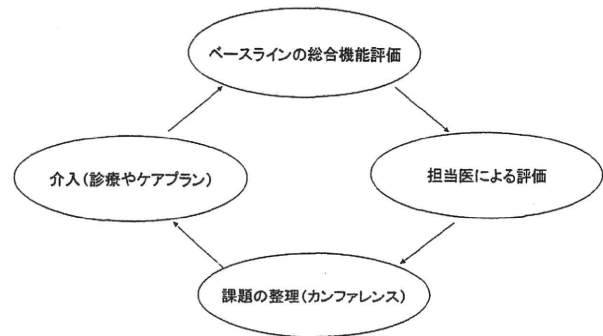 ベースラインの総合機能評価
担当医による評価
課題の整理(カンファレンス)
介入(診療やケアプラン)